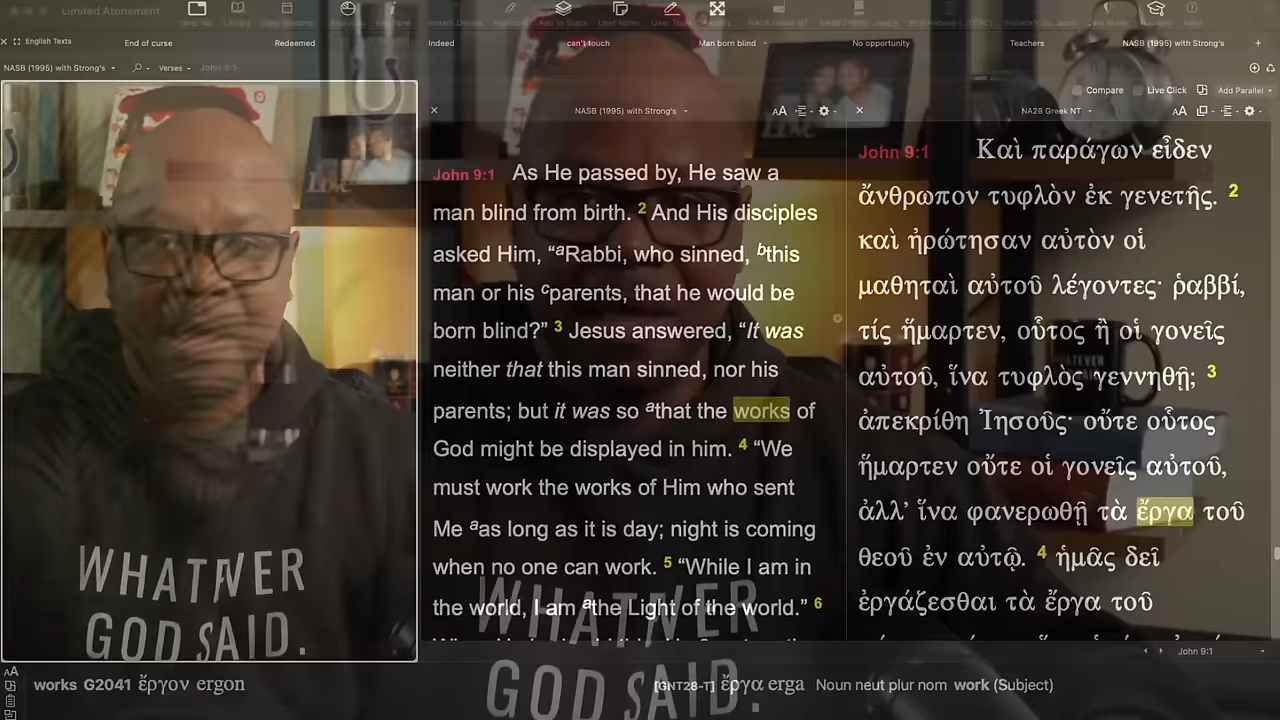 Limited Atonement
English Texts
End of curse
Redeemed
Indeed
can't touch
Man born blind
No opportunity
Teachers
NASB (1995) with Strong's
NASB (1995) with Strong's
Verses
John 9:1
Compare
Live Click
Add Parallel
NASB (1995) with Strong's
NA28 Greek NT
John 9:1 As He passed by, He saw a
man blind from birth. 2 And His disciples
asked Him, “aRabbi, who sinned, bthis
man or his cparents, that he would be
born blind?” 3 Jesus answered, “It was
neither that this man sinned, nor his
parents; but it was so athat the works of
God might be displayed in him. 4 “We
must work the works of Him who sent
Me aas long as it is day; night is coming
when no one can work. 5 “While I am in
the world, I am athe Light of the world.” 6
John 9:1 Καὶ παράγων εἶδεν
ἄνθρωπον τυφλὸν ἐκ γενετῆς. 2
καὶ ἠρώτησαν αὐτὸν οἱ
μαθηταὶ αὐτοῦ λέγοντες· ῥαββί,
τίς ἥμαρτεν, οὗτος ἢ οἱ γονεῖς
αὐτοῦ, ἵνα τυφλὸς γεννηθῇ; 3
ἀπεκρίθη Ἰησοῦς· οὔτε οὗτος
ἥμαρτεν οὔτε οἱ γονεῖς αὐτοῦ,
ἀλλ’ ἵνα φανερωθῇ τὰ ἔργα τοῦ
θεοῦ ἐν αὐτῷ. 4 ἡμᾶς δεῖ
ἐργάζεσθαι τὰ ἔργα τοῦ
John 9:1
WHATEVER
GOD SAID.
WHATEVER
GOD SAID.
works G2041 ἔργον ergon
[GNT28-T] ἔργα erga Noun neut plur nom work (Subject)